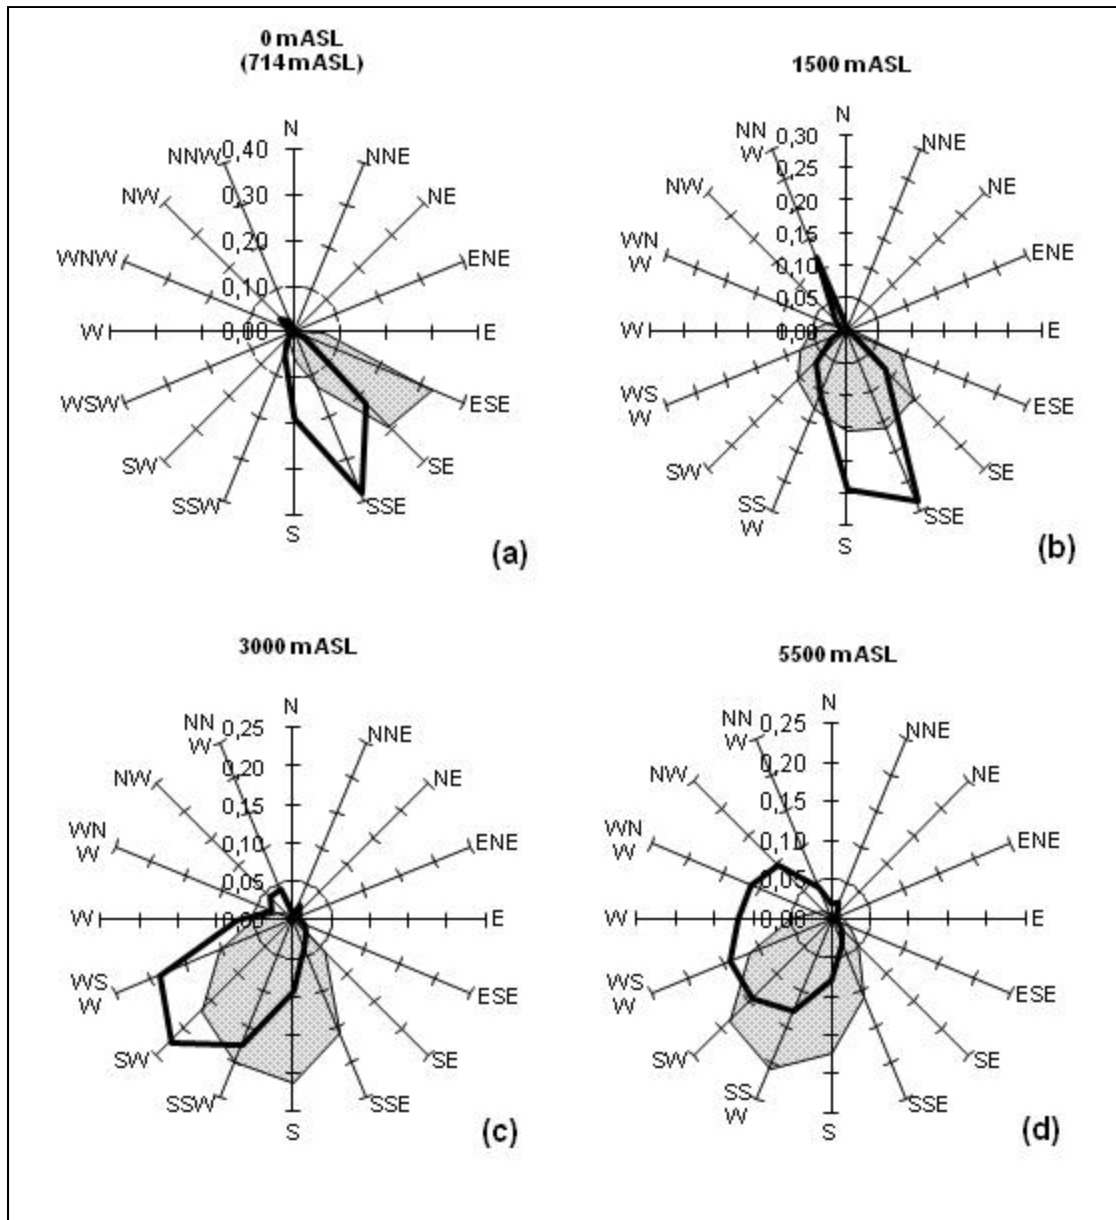 0 mASL
(714 mASL)
N
0,40
0,30
0,20
0,10
0,00
NNW
NNE
NW
NE
WNW
ENE
W
E
WSW
ESE
SW
SE
SSW
SSE
S
(a)
1500 mASL
N
0,30
0,25
0,20
0,15
0,10
0,05
0,00
NN
W
NNE
NW
NE
WN
W
ENE
W
E
WS
W
ESE
SW
SE
SS
W
SSE
S
(b)
3000 mASL
N
0,25
0,20
0,15
0,10
0,05
0,00
NN
W
NNE
NW
NE
WN
W
ENE
W
E
WS
W
ESE
SW
SE
SSW
SSE
S
(c)
5500 mASL
N
0,25
0,20
0,15
0,10
0,05
0,00
NN
W
NNE
NW
NE
WN
W
ENE
W
E
WS
W
ESE
SW
SE
SS
W
SSE
S
(d)